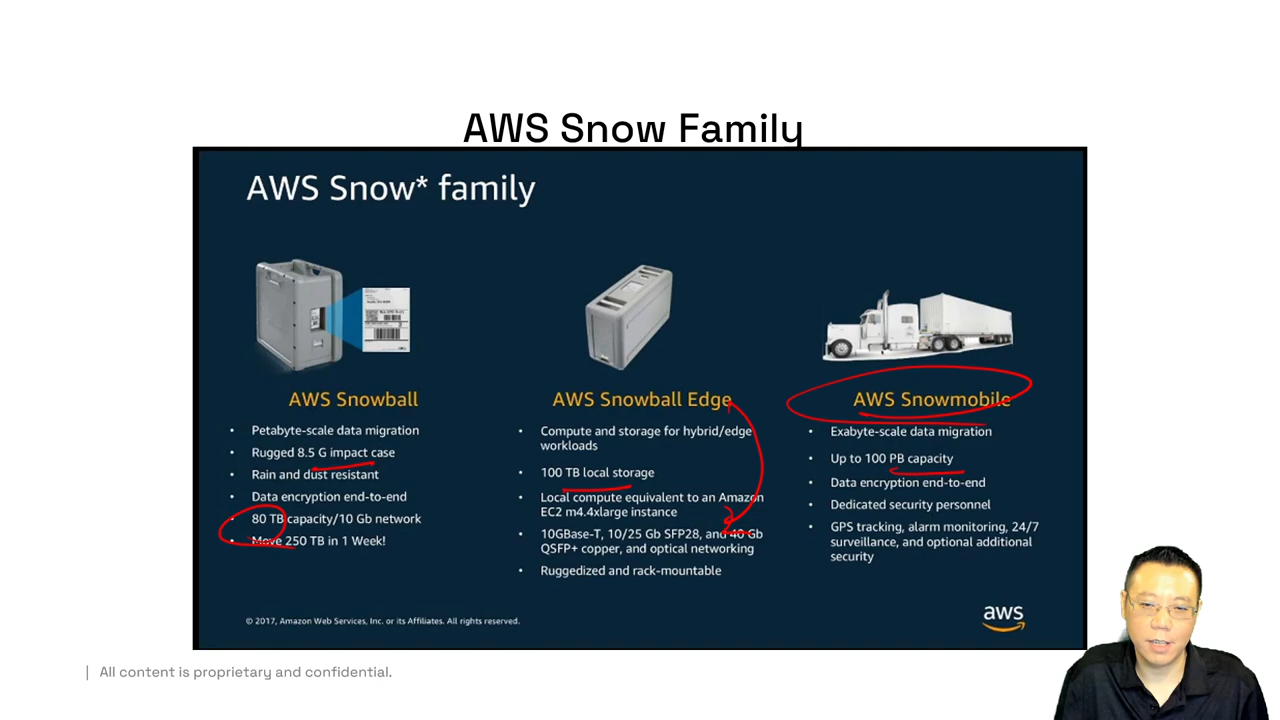 AWS Snow Family
AWS Snow* family
AWS Snowball
• Petabyte-scale data migration
• Rugged 8.5 G impact case
• Rain and dust resistant
• Data encryption end-to-end
• 80 TB capacity/10 Gb network
• Move 250 TB in 1 Week!
AWS Snowball Edge
• Compute and storage for hybrid/edge
workloads
• 100 TB local storage
• Local compute equivalent to an Amazon
EC2 m4.4xlarge instance
• 10GBase-T, 10/25 Gb SFP28, and 40 Gb
QSFP+ copper, and optical networking
• Ruggedized and rack-mountable
AWS Snowmobile
• Exabyte-scale data migration
• Up to 100 PB capacity
• Data encryption end-to-end
• Dedicated security personnel
• GPS tracking, alarm monitoring, 24/7
surveillance, and optional additional
security
© 2017, Amazon Web Services, Inc. or its Affiliates. All rights reserved.
aws
| All content is proprietary and confidential.